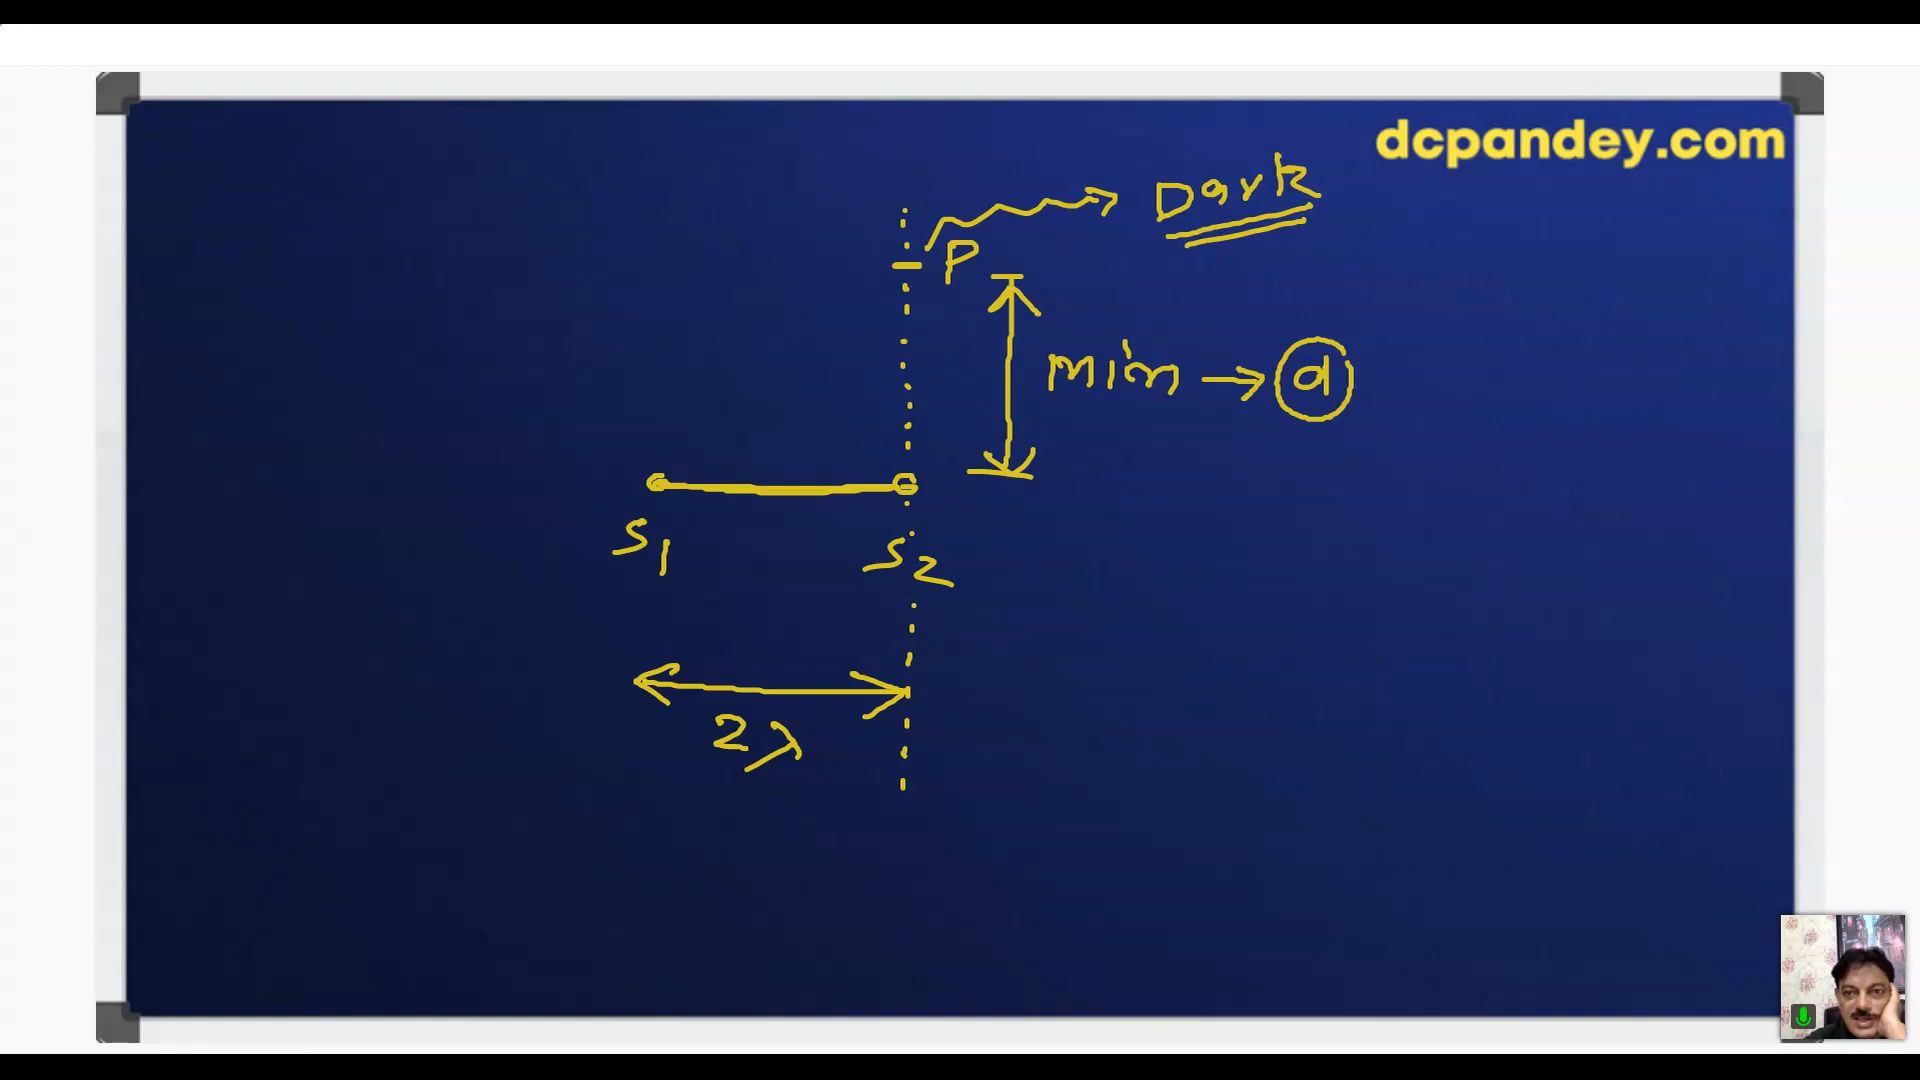 dcpandey.com
Dark
P
Min → d
S1
S2
2λ